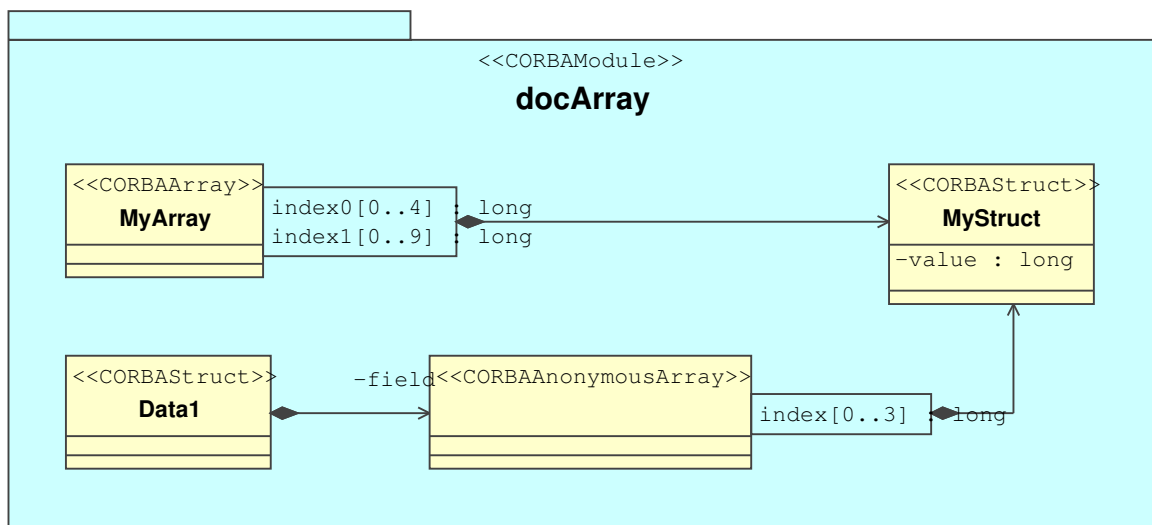 <<CORBAModule>>
docArray
<<CORBAArray>>
MyArray
index0[0..4] : long
index1[0..9] : long
<<CORBAStruct>>
MyStruct
-value : long
<<CORBAStruct>>
Data1
-field
<<CORBAAnonymousArray>>
index[0..3] : long